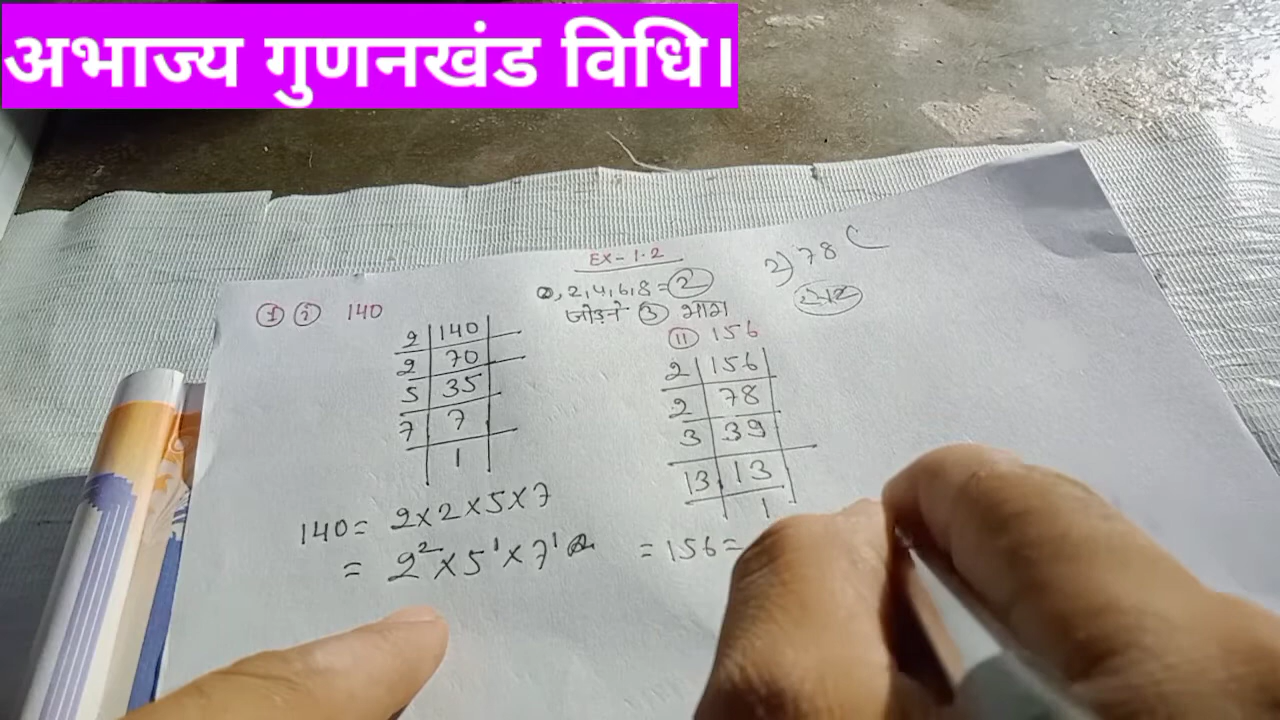 अभाज्य गुणनखंड विधि।
Ex-1.2
0, 2, 4, 6, 8 = 2
जोड़ने 3 भाग
2) 78 (
1 i 140
2 | 140
2 | 70
5 | 35
7 | 7
1
140 = 2×2×5×7
= 2²×5¹×7¹
II 156
2 | 156
2 | 78
3 | 39
13 | 13
1
= 156 =